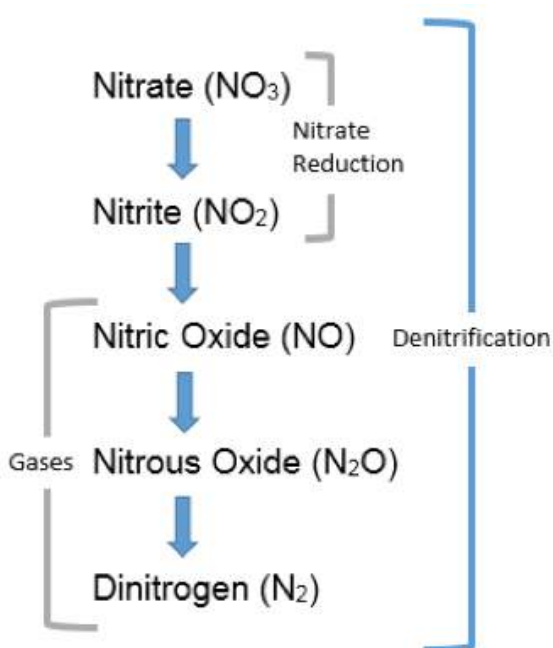 Nitrate (NO₃)
Nitrate
Reduction
Nitrite (NO₂)
Nitric Oxide (NO)
Denitrification
Gases
Nitrous Oxide (N₂O)
Dinitrogen (N₂)